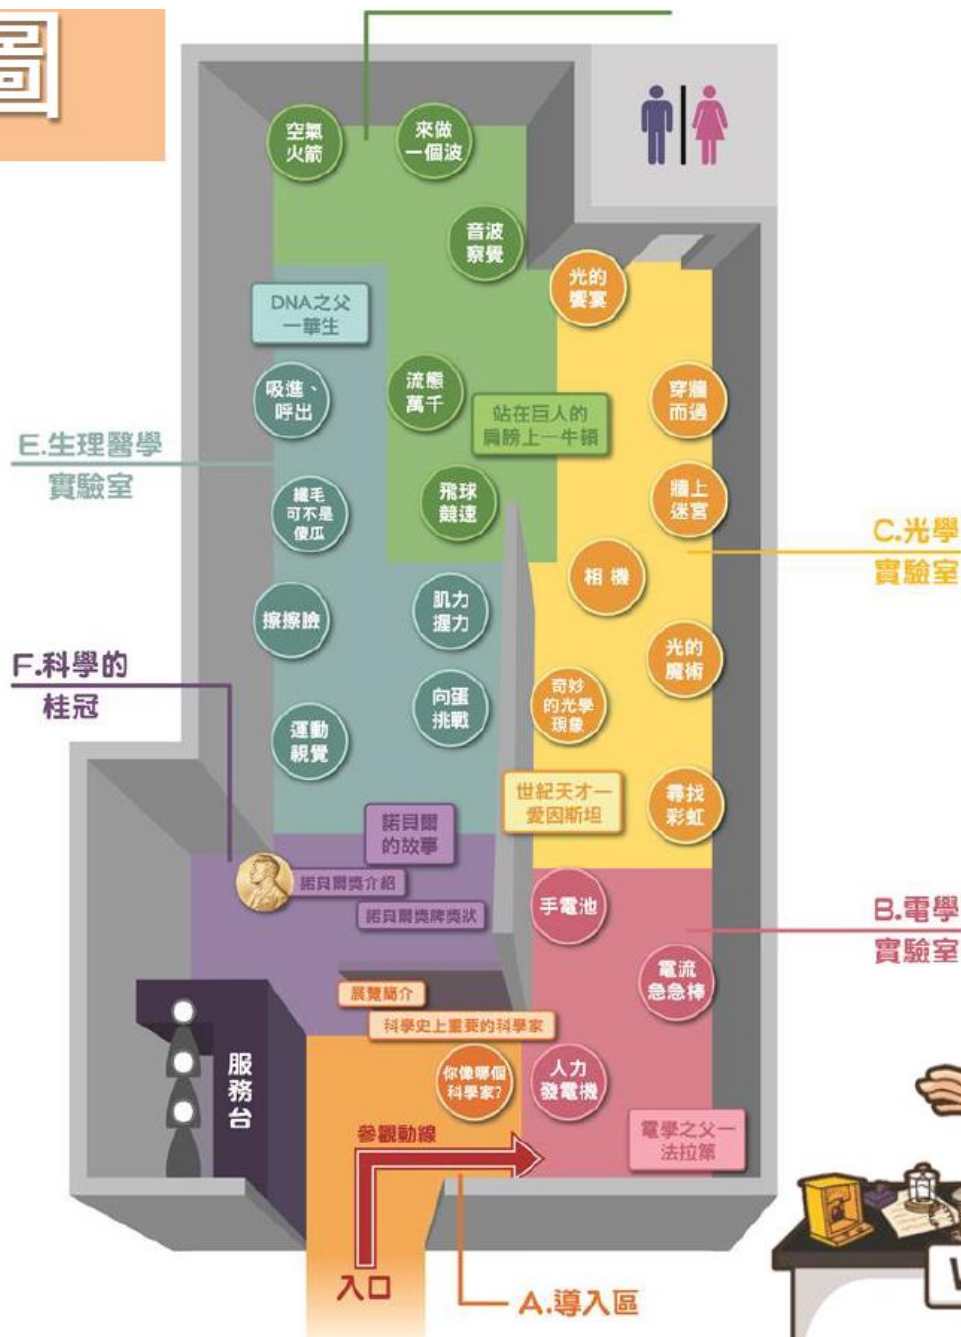 圖
空氣
火箭
來做
一個波
音波
察覺
光的
饗宴
DNA之父
－華生
吸進、
呼出
流態
萬千
站在巨人的
肩膀上－牛頓
穿牆
而過
E.生理醫學
實驗室
纖毛
可不是
傻瓜
飛球
競速
牆上
迷宮
C.光學
實驗室
相機
擦擦臉
肌力
握力
光的
魔術
F.科學的
桂冠
運動
視覺
向蛋
挑戰
奇妙
的光學
現象
世紀天才－
愛因斯坦
尋找
彩虹
諾貝爾
的故事
諾貝爾獎介紹
諾貝爾獎牌獎狀
手電池
B.電學
實驗室
電流
急急棒
展覽簡介
科學史上重要的科學家
服務台
你像哪個
科學家?
人力
發電機
參觀動線
電學之父－
法拉第
入口
A.導入區